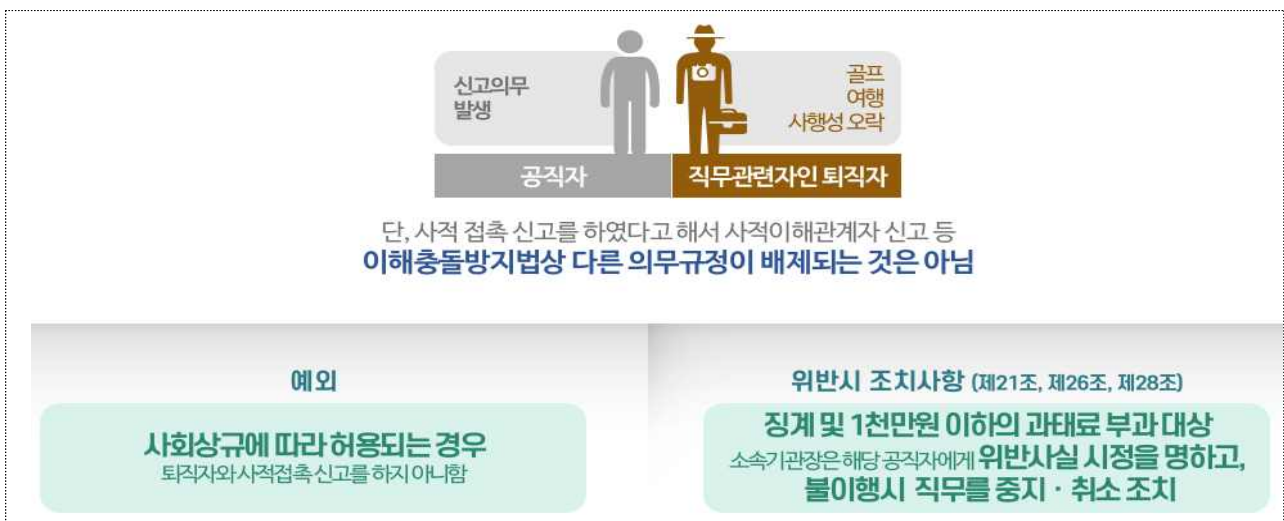 신고의무
발생
골프
여행
사행성 오락
공직자
직무관련자인 퇴직자
단, 사적 접촉 신고를 하였다고 해서 사적이해관계자 신고 등
이해충돌방지법상 다른 의무규정이 배제되는 것은 아님
예외
사회상규에 따라 허용되는 경우
퇴직자와 사적접촉 신고를 하지 아니함
위반시 조치사항 (제21조, 제26조, 제28조)
징계 및 1천만원 이하의 과태료 부과 대상
소속기관장은 해당 공직자에게 위반사실 시정을 명하고,
불이행시 직무를 중지 · 취소 조치